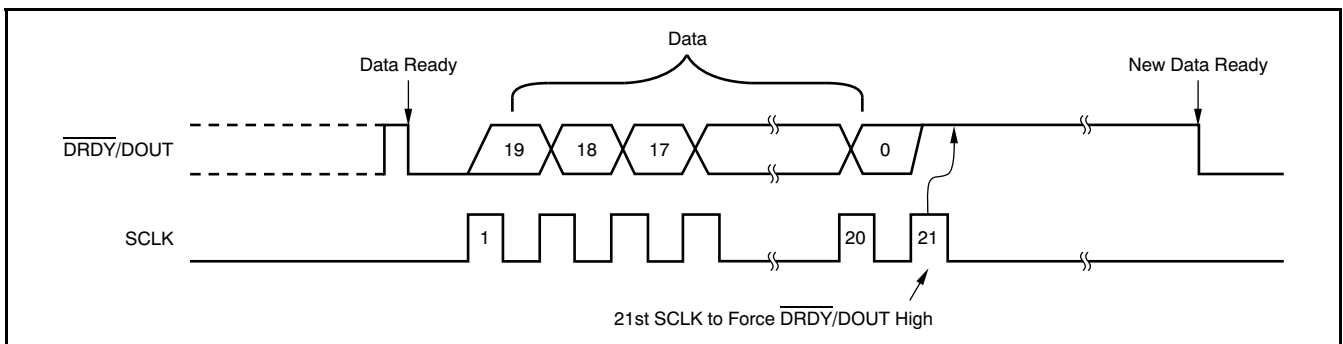 Data
Data Ready
New Data Ready
DRDY/DOUT
19 18 17 0
SCLK
1 20 21
21st SCLK to Force DRDY/DOUT High